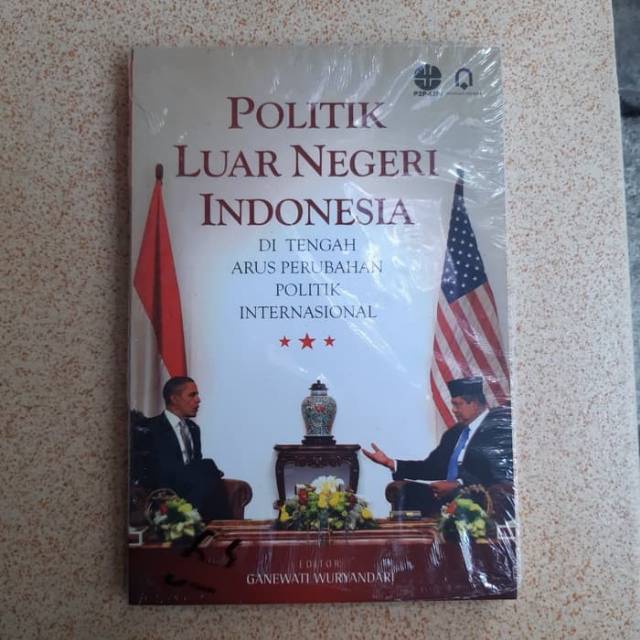 POLITIK
LUAR NEGERI
INDONESIA
DI TENGAH
ARUS PERUBAHAN
POLITIK
INTERNASIONAL
EDITOR
GANEWATI WURYANDARI